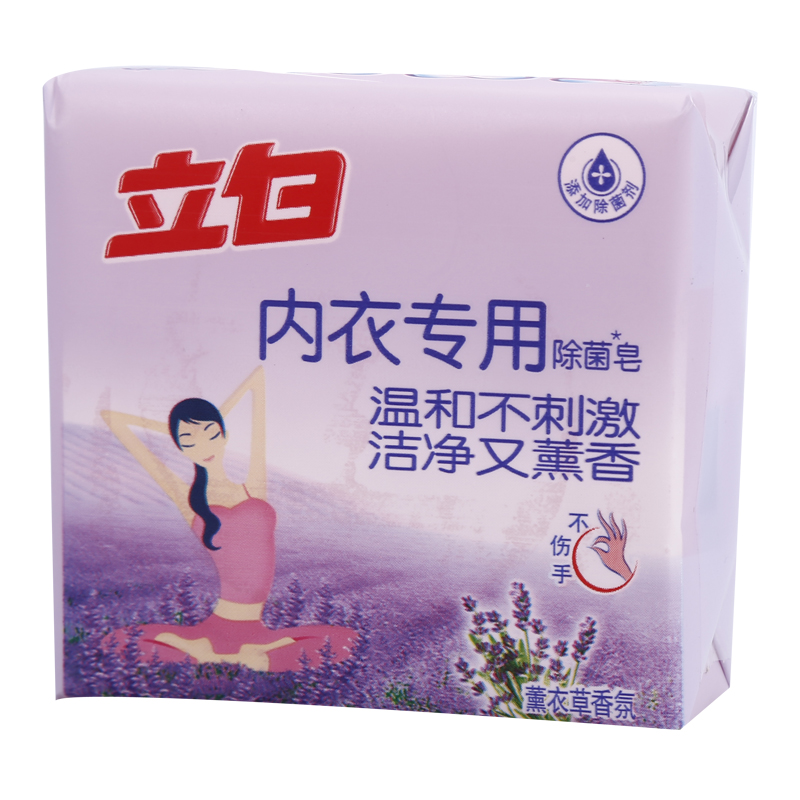 立白
添加除菌剂
内衣专用除菌*皂
温和不刺激
洁净又薰香
不伤手
薰衣草香氛